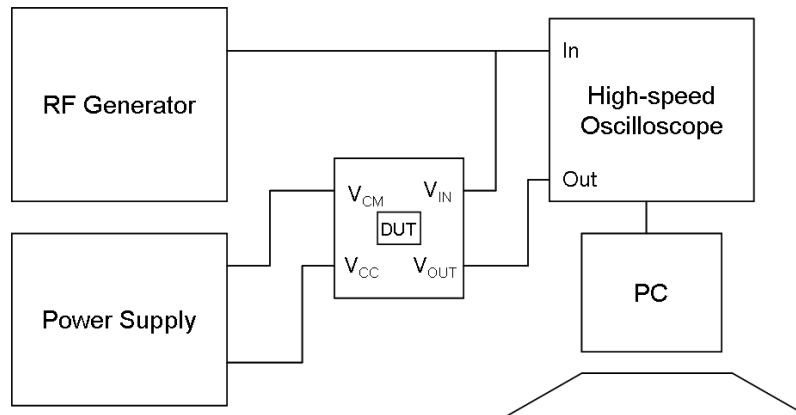 RF Generator
In
High-speed
Oscilloscope
Out
V_CM
V_IN
DUT
V_CC
V_OUT
Power Supply
PC